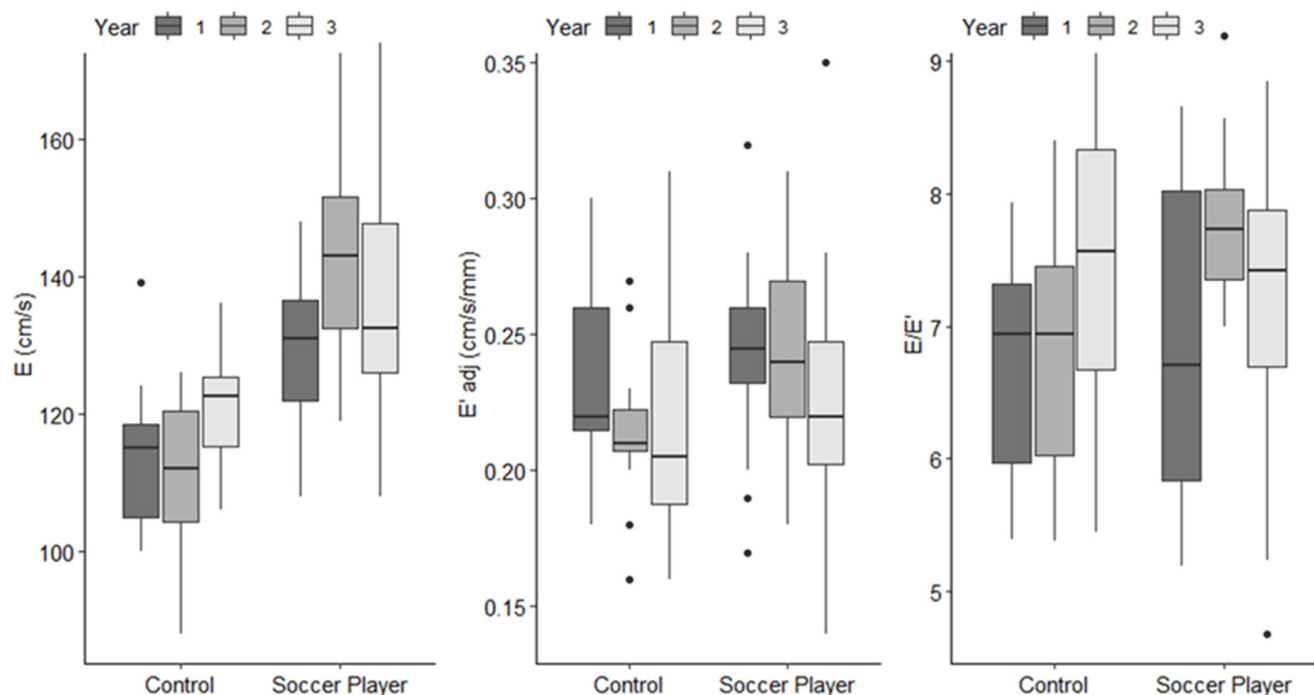 Year 1 2 3
E (cm/s)
160
140
120
100
Control Soccer Player
Year 1 2 3
E' adj (cm/s/mm)
0.35
0.30
0.25
0.20
0.15
Control Soccer Player
Year 1 2 3
E/E'
9
8
7
6
5
Control Soccer Player